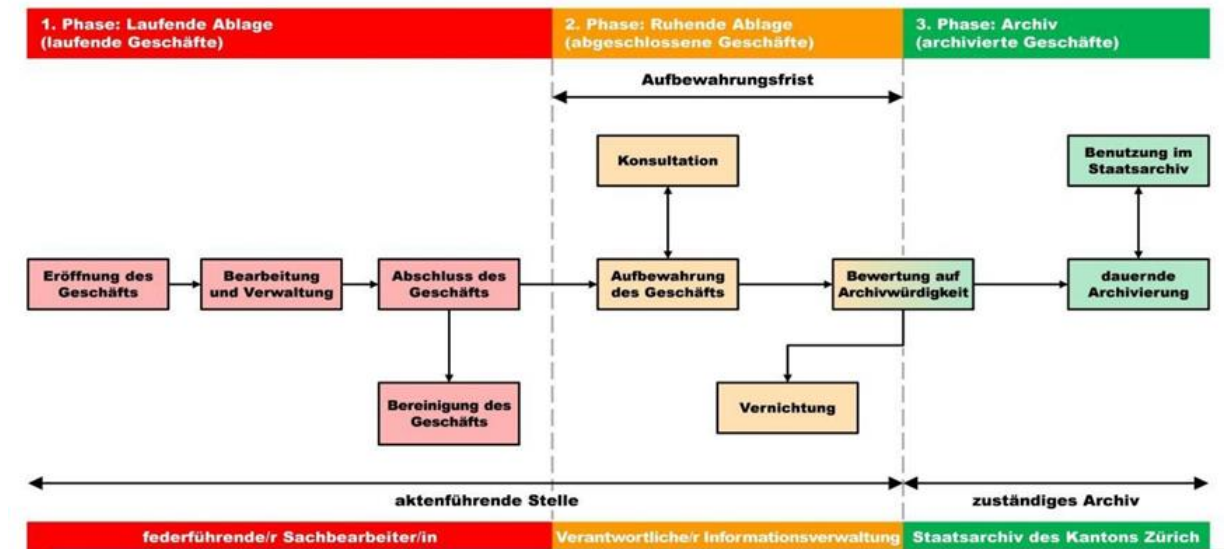 1. Phase: Laufende Ablage
(laufende Geschäfte)
2. Phase: Ruhende Ablage
(abgeschlossene Geschäfte)
3. Phase: Archiv
(archivierte Geschäfte)
Aufbewahrungsfrist
Konsultation
Benutzung im
Staatsarchiv
Eröffnung des
Geschäfts
Bearbeitung
und Verwaltung
Abschluss des
Geschäfts
Aufbewahrung
des Geschäfts
Bewertung auf
Archivwürdigkeit
dauernde
Archivierung
Bereinigung des
Geschäfts
Vernichtung
aktenführende Stelle
zuständiges Archiv
federführende/r Sachbearbeiter/in
Verantwortliche/r Informationsverwaltung
Staatsarchiv des Kantons Zürich